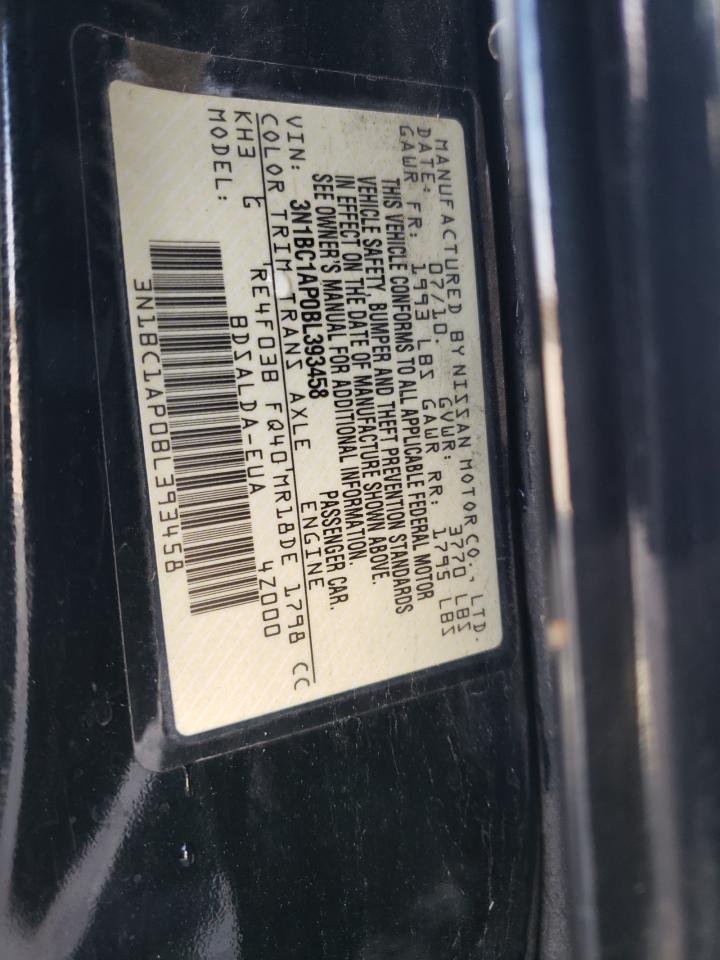 MANUFACTURED BY NISSAN MOTOR CO., LTD.
DATE: 07/10. GVWR: 3770 LBS
GAWR FR: 1993 LBS GAWR RR: 1795 LBS
THIS VEHICLE CONFORMS TO ALL APPLICABLE FEDERAL MOTOR
VEHICLE SAFETY, BUMPER AND THEFT PREVENTION STANDARDS
IN EFFECT ON THE DATE OF MANUFACTURE SHOWN ABOVE.
SEE OWNER'S MANUAL FOR ADDITIONAL INFORMATION.
VIN: 3N1BC1AP0BL393458 PASSENGER CAR.
COLOR TRIM TRANS AXLE ENGINE
KH3 G RE4F03B FQ40 MR18DE 1798 CC
MODEL: BDSALDA-EUA 4Z000
3N1BC1AP0BL393458